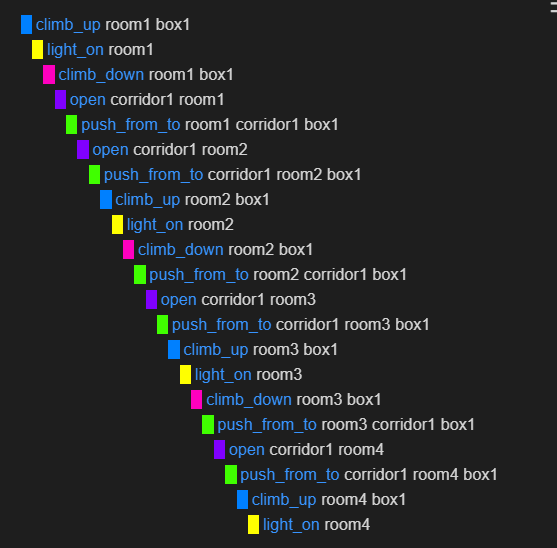 climb_up room1 box1
light_on room1
climb_down room1 box1
open corridor1 room1
push_from_to room1 corridor1 box1
open corridor1 room2
push_from_to corridor1 room2 box1
climb_up room2 box1
light_on room2
climb_down room2 box1
push_from_to room2 corridor1 box1
open corridor1 room3
push_from_to corridor1 room3 box1
climb_up room3 box1
light_on room3
climb_down room3 box1
push_from_to room3 corridor1 box1
open corridor1 room4
push_from_to corridor1 room4 box1
climb_up room4 box1
light_on room4